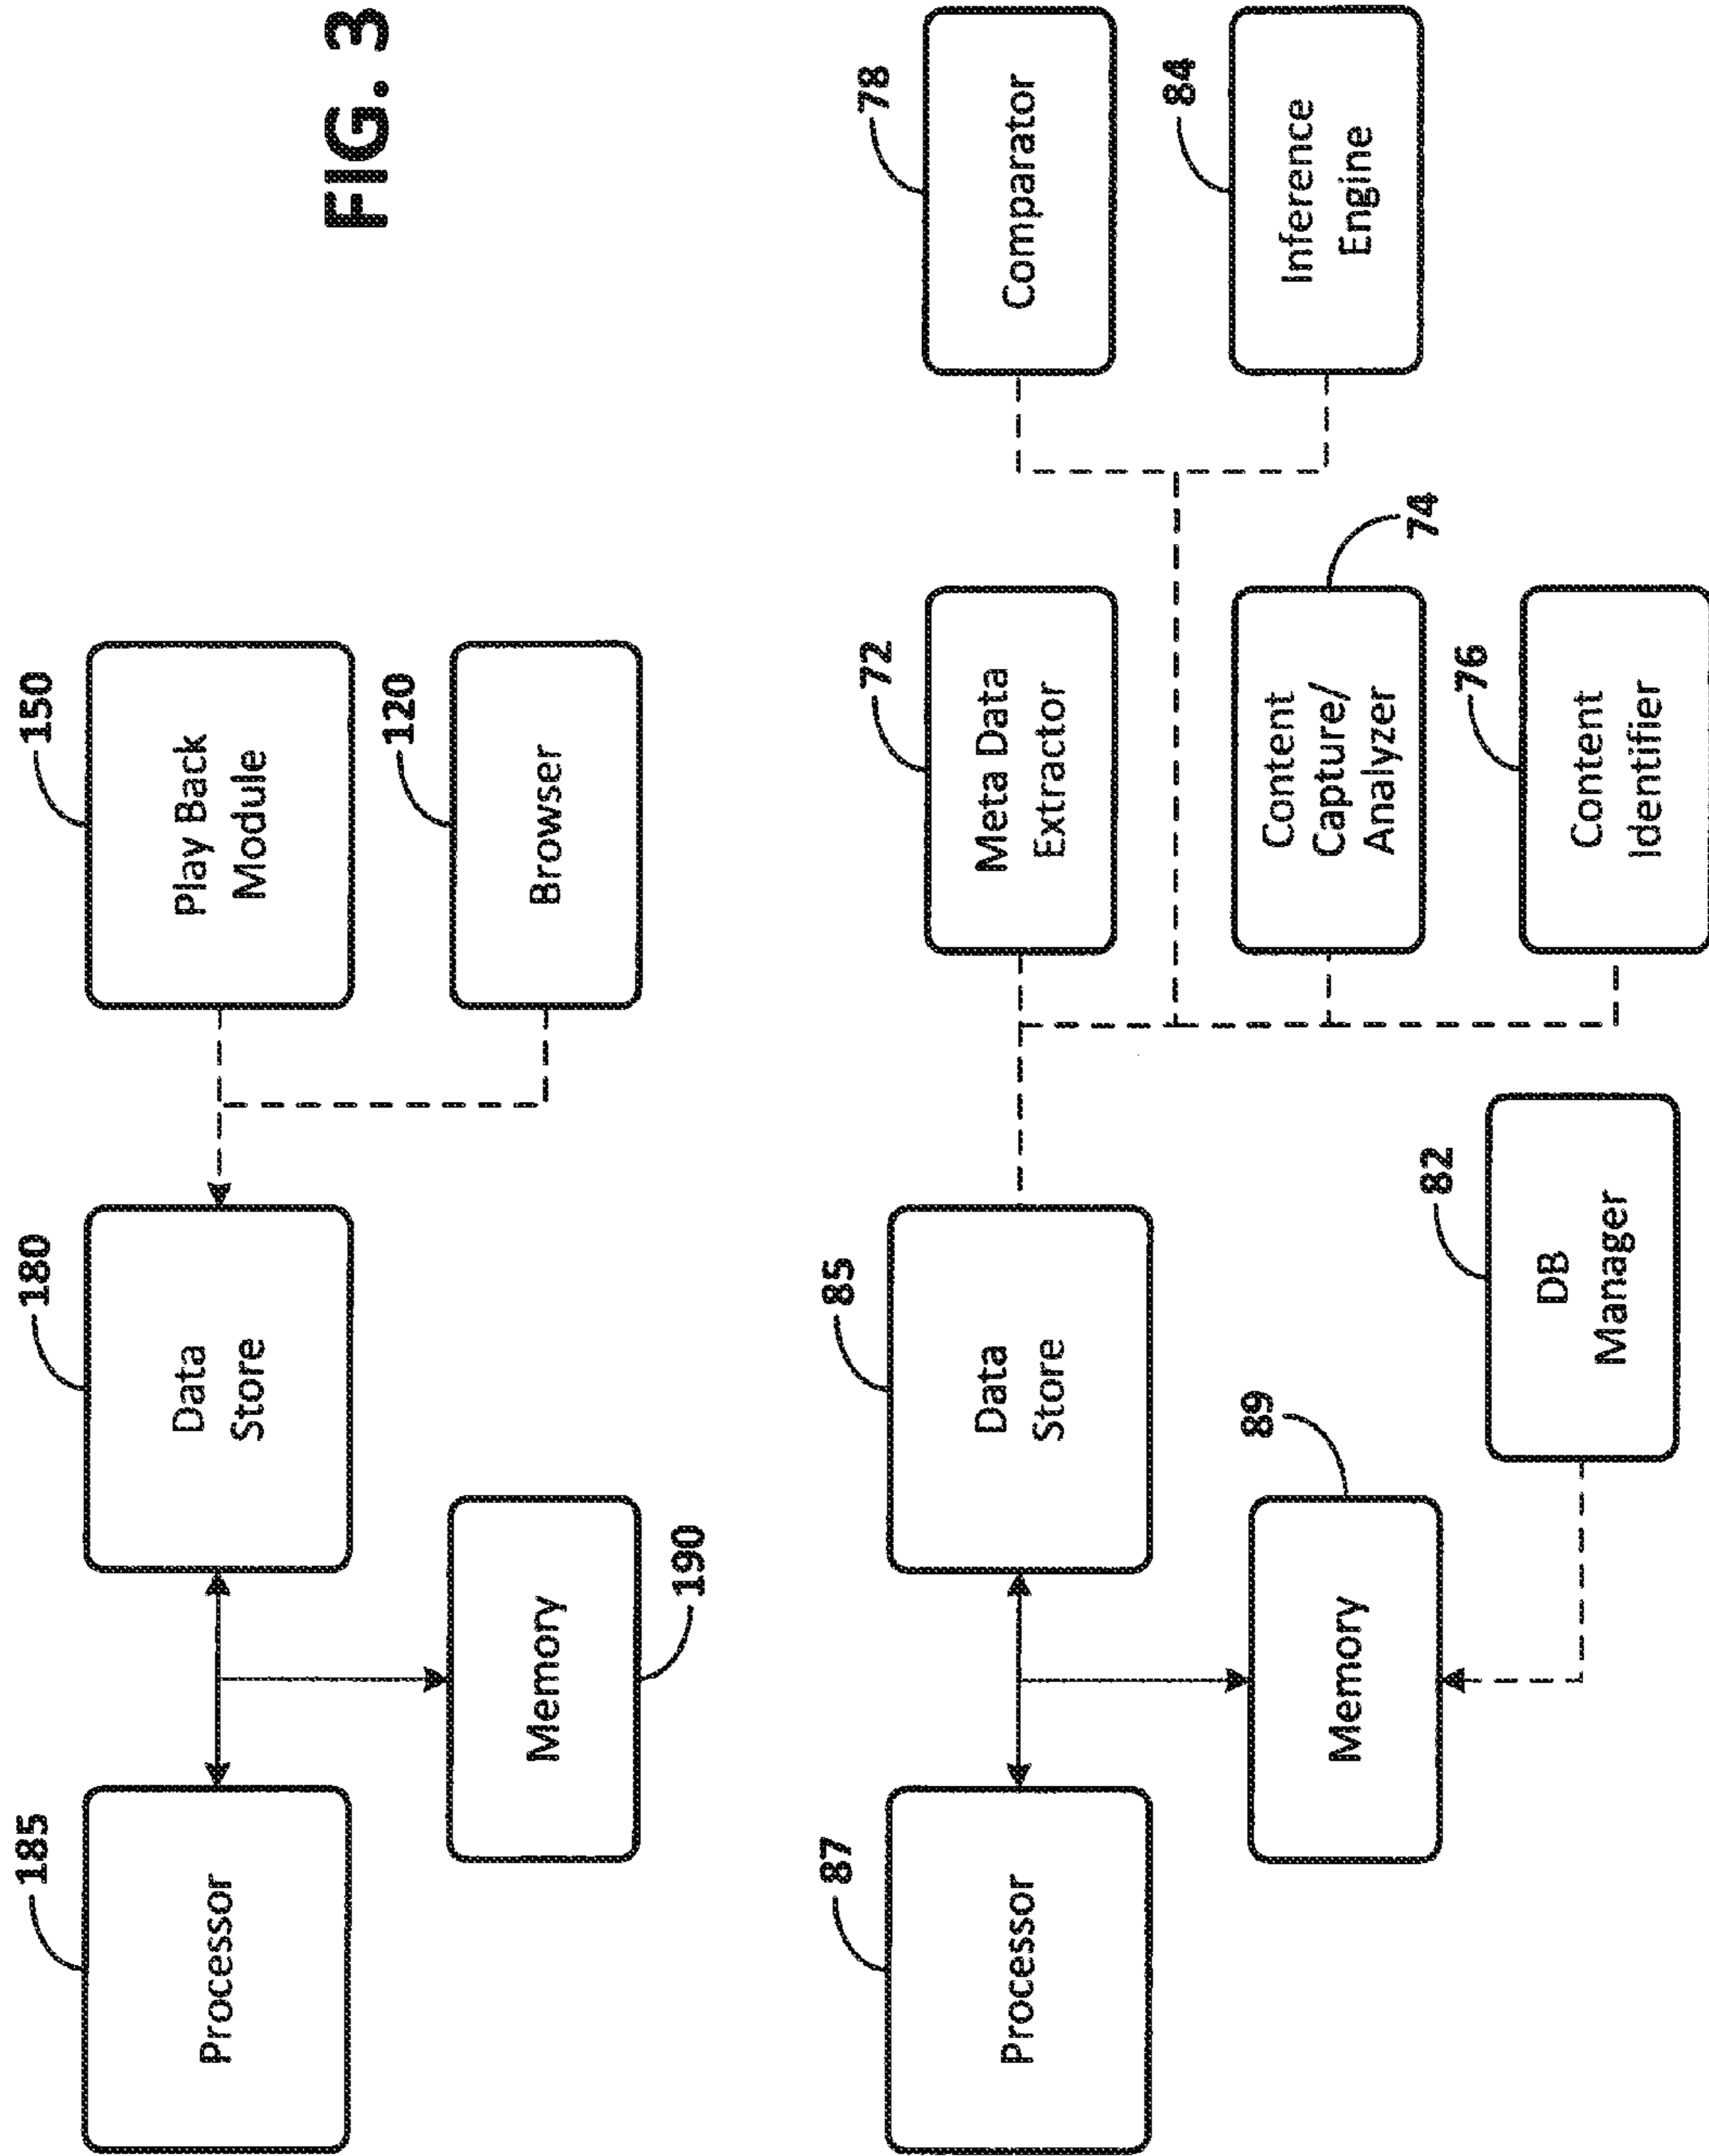 FIG. 3
185
Processor
180
Data
Store
150
Play Back
Module
Memory
190
120
Browser
87
Processor
85
Data
Store
72
Meta Data
Extractor
78
Comparator
89
Memory
74
Content
Capture/
Analyzer
84
Inference
Engine
82
DB
Manager
76
Content
Identifier